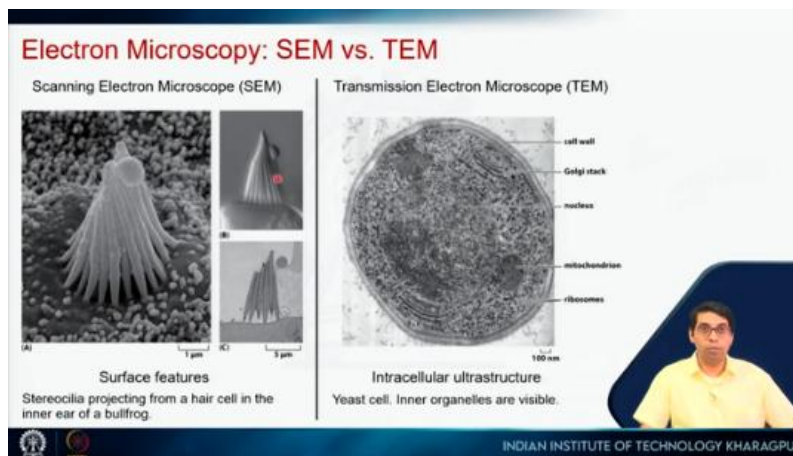 Electron Microscopy: SEM vs. TEM
Scanning Electron Microscope (SEM)
(A)
1 µm
(B)
(C)
5 µm
Surface features
Stereocilia projecting from a hair cell in the
inner ear of a bullfrog.
Transmission Electron Microscope (TEM)
cell wall
Golgi stack
nucleus
mitochondrion
ribosomes
100 nm
Intracellular ultrastructure
Yeast cell. Inner organelles are visible.
INDIAN INSTITUTE OF TECHNOLOGY KHARAGPU